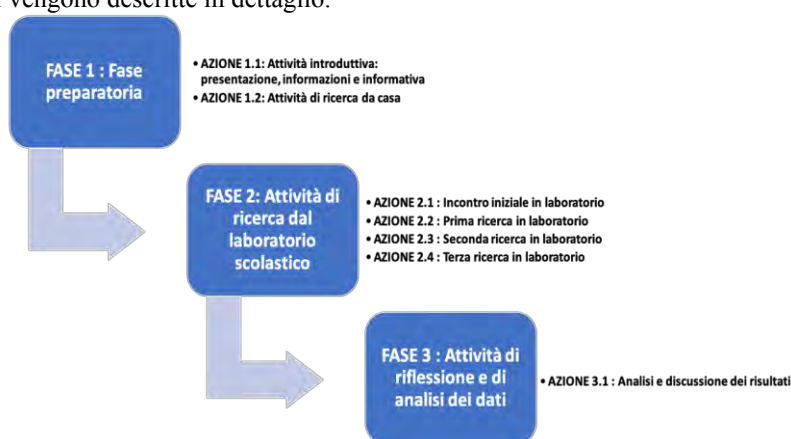 vengono descritte in dettaglio.
FASE 1 : Fase
preparatoria
• AZIONE 1.1: Attività introduttiva:
presentazione, informazioni e informativa
• AZIONE 1.2: Attività di ricerca da casa
FASE 2: Attività di
ricerca dal
laboratorio
scolastico
• AZIONE 2.1 : Incontro iniziale in laboratorio
• AZIONE 2.2 : Prima ricerca in laboratorio
• AZIONE 2.3 : Seconda ricerca in laboratorio
• AZIONE 2.4 : Terza ricerca in laboratorio
FASE 3 : Attività di
riflessione e di
analisi dei dati
• AZIONE 3.1 : Analisi e discussione dei risultati